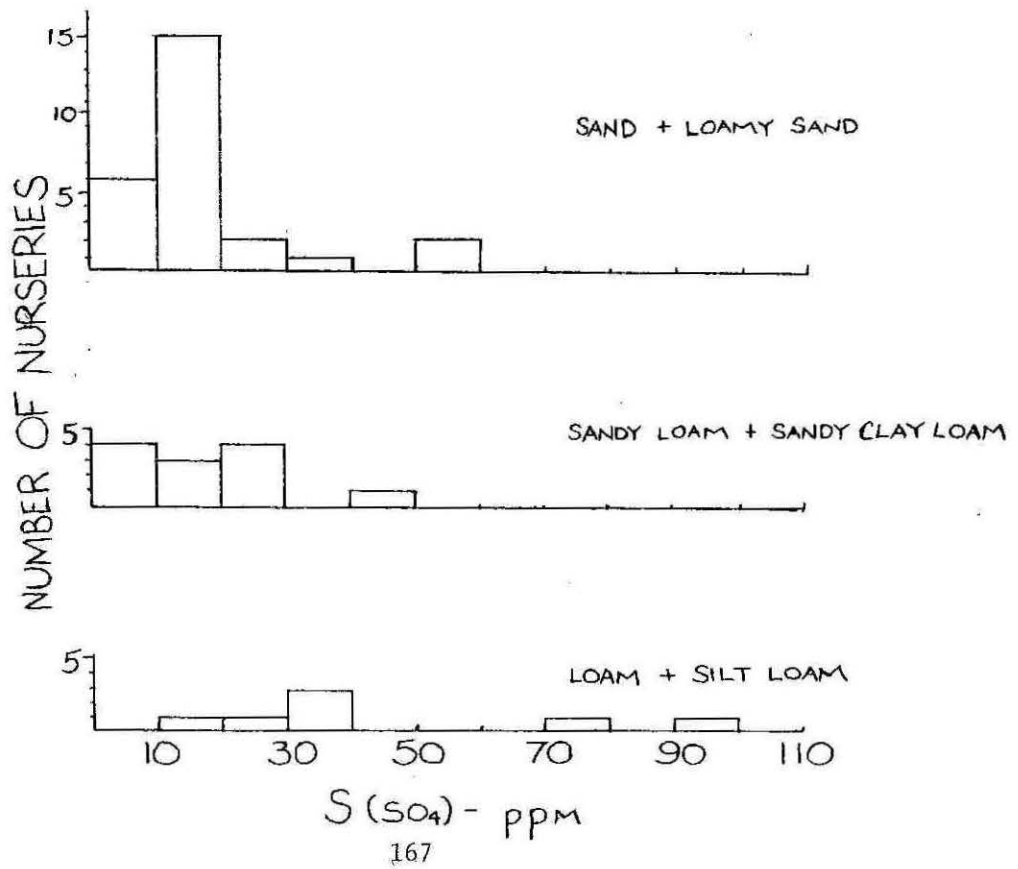 NUMBER OF NURSERIES
15
10
5
SAND + LOAMY SAND
5
SANDY LOAM + SANDY CLAY LOAM
5
LOAM + SILT LOAM
10 30 50 70 90 110
S (SO4) - ppm
167